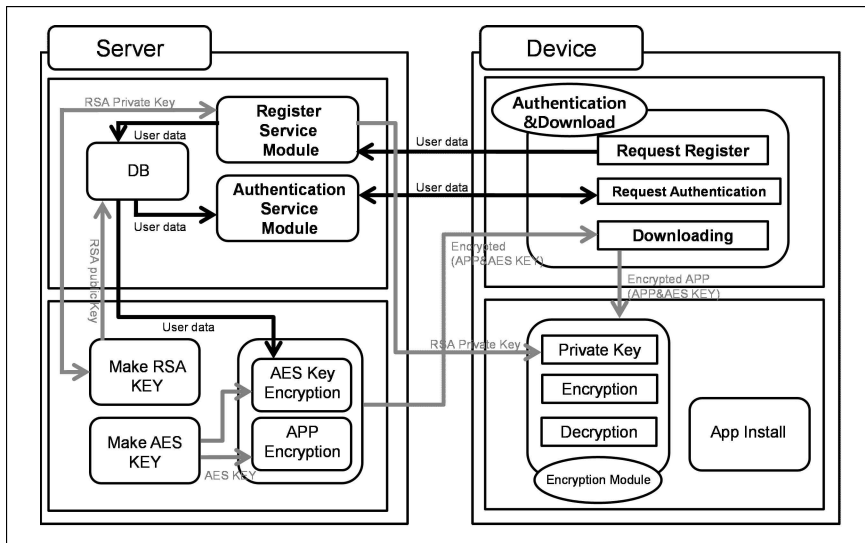 Server
Device
RSA Private Key
Register
Service
Module
Authentication
&Download
User data
User data
Request Register
DB
Authentication
Service
Module
User data
Request Authentication
User data
RSA public Key
Encrypted
(APP&AES KEY)
Downloading
Encrypted APP
(APP&AES KEY)
User data
RSA Private Key
Make RSA
KEY
AES Key
Encryption
Private Key
Encryption
Make AES
KEY
APP
Encryption
Decryption
App Install
AES KEY
Encryption Module